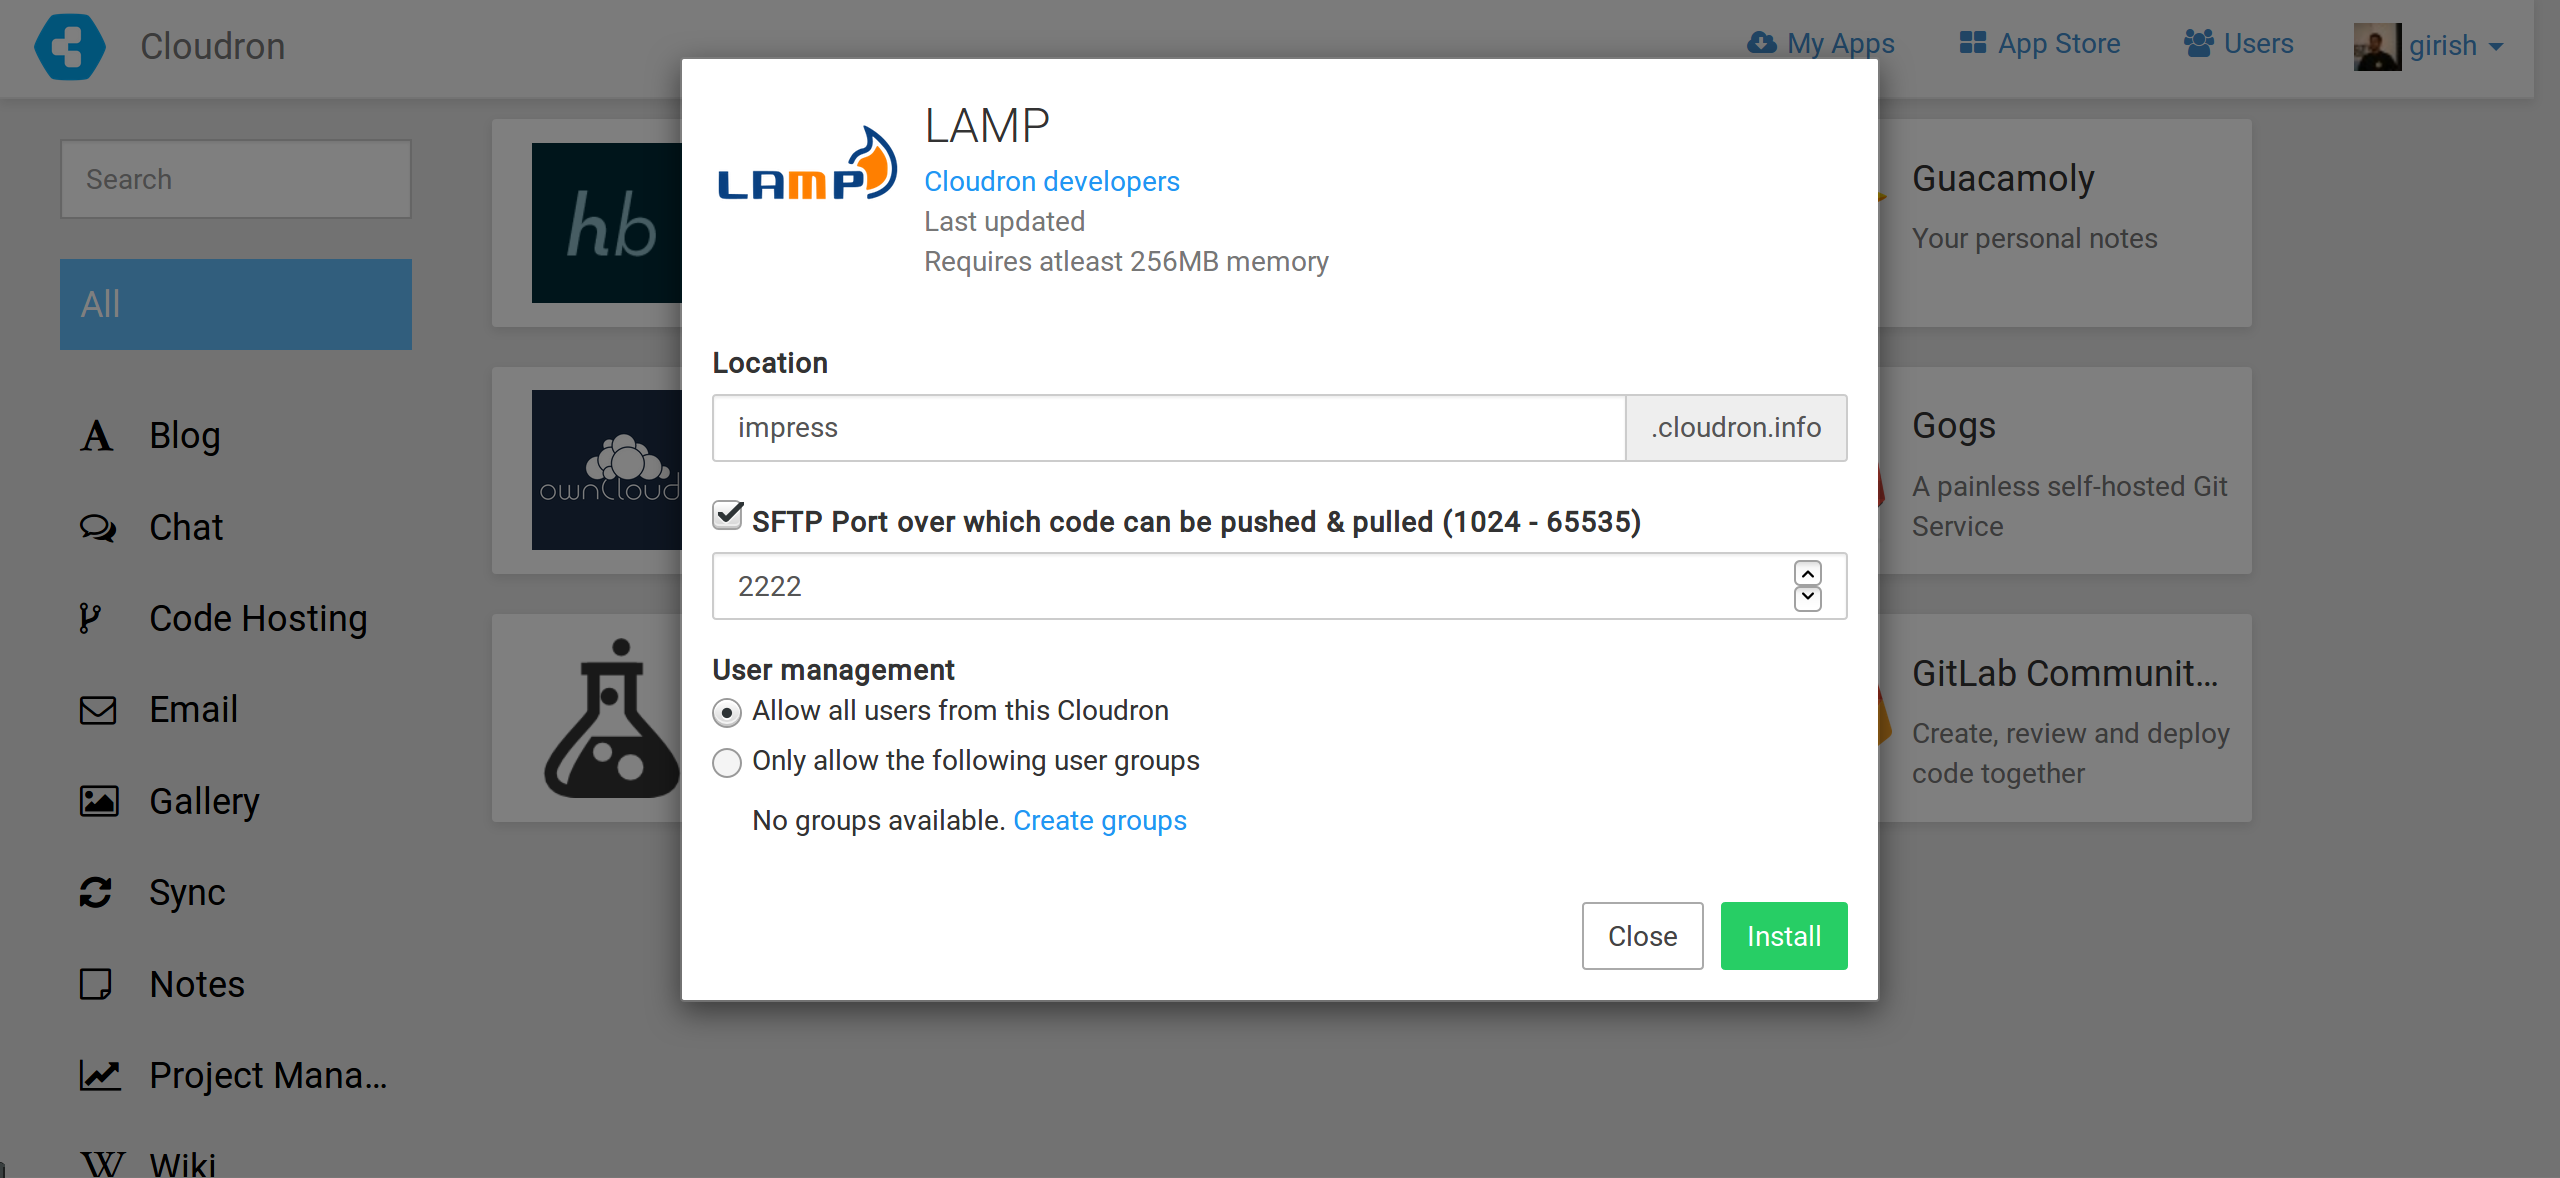 Cloudron
My Apps
App Store
Users
girish
Search
All
Blog
Chat
Code Hosting
Email
Gallery
Sync
Notes
Project Mana...
Wiki
hb
ownCloud
LAMP
LAMP
Cloudron developers
Last updated
Requires atleast 256MB memory
Location
impress
.cloudron.info
SFTP Port over which code can be pushed & pulled (1024 - 65535)
2222
User management
Allow all users from this Cloudron
Only allow the following user groups
No groups available. Create groups
Close
Install
Guacamoly
Your personal notes
Gogs
A painless self-hosted Git
Service
GitLab Communit...
Create, review and deploy
code together